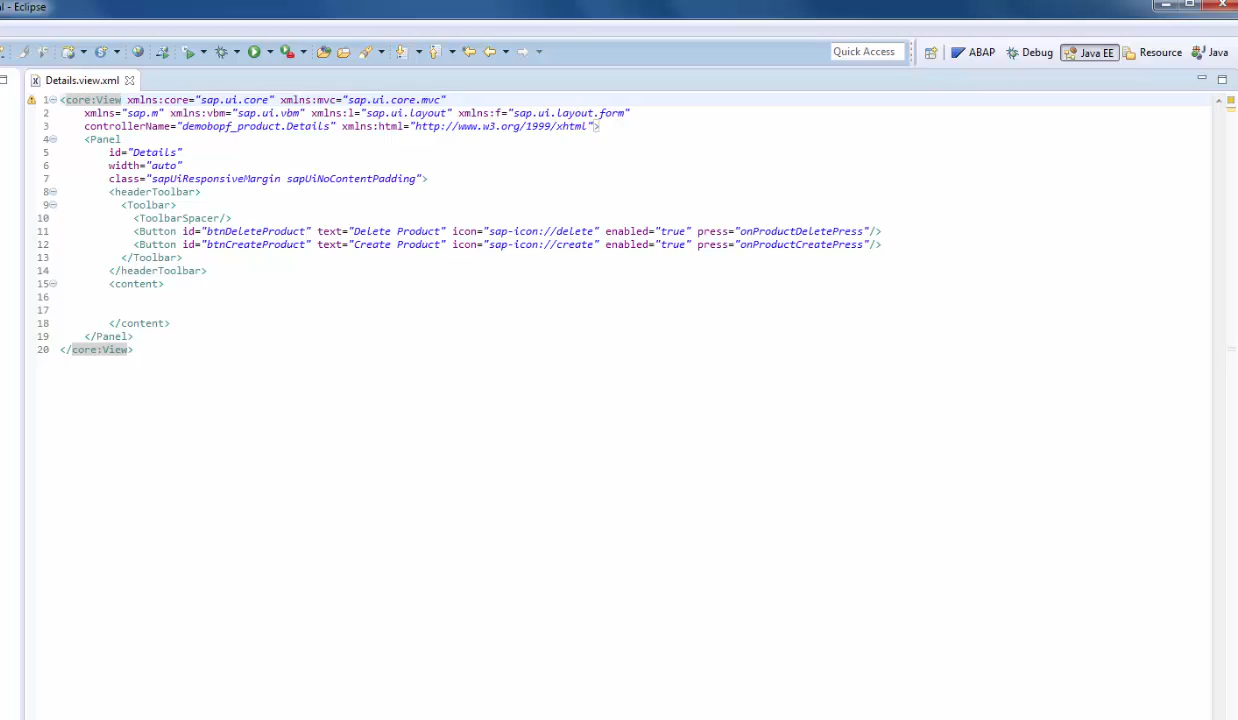 l - Eclipse
Quick Access
ABAP
Debug
Java EE
Resource
Java
Details.view.xml
1 <core:View xmlns:core="sap.ui.core" xmlns:mvc="sap.ui.core.mvc"
2 xmlns="sap.m" xmlns:vbm="sap.ui.vbm" xmlns:l="sap.ui.layout" xmlns:f="sap.ui.layout.form"
3 controllerName="demobopf_product.Details" xmlns:html="http://www.w3.org/1999/xhtml">
4 <Panel
5 id="Details"
6 width="auto"
7 class="sapUiResponsiveMargin sapUiNoContentPadding">
8 <headerToolbar>
9 <Toolbar>
10 <ToolbarSpacer/>
11 <Button id="btnDeleteProduct" text="Delete Product" icon="sap-icon://delete" enabled="true" press="onProductDeletePress"/>
12 <Button id="btnCreateProduct" text="Create Product" icon="sap-icon://create" enabled="true" press="onProductCreatePress"/>
13 </Toolbar>
14 </headerToolbar>
15 <content>
16
17
18 </content>
19 </Panel>
20 </core:View>